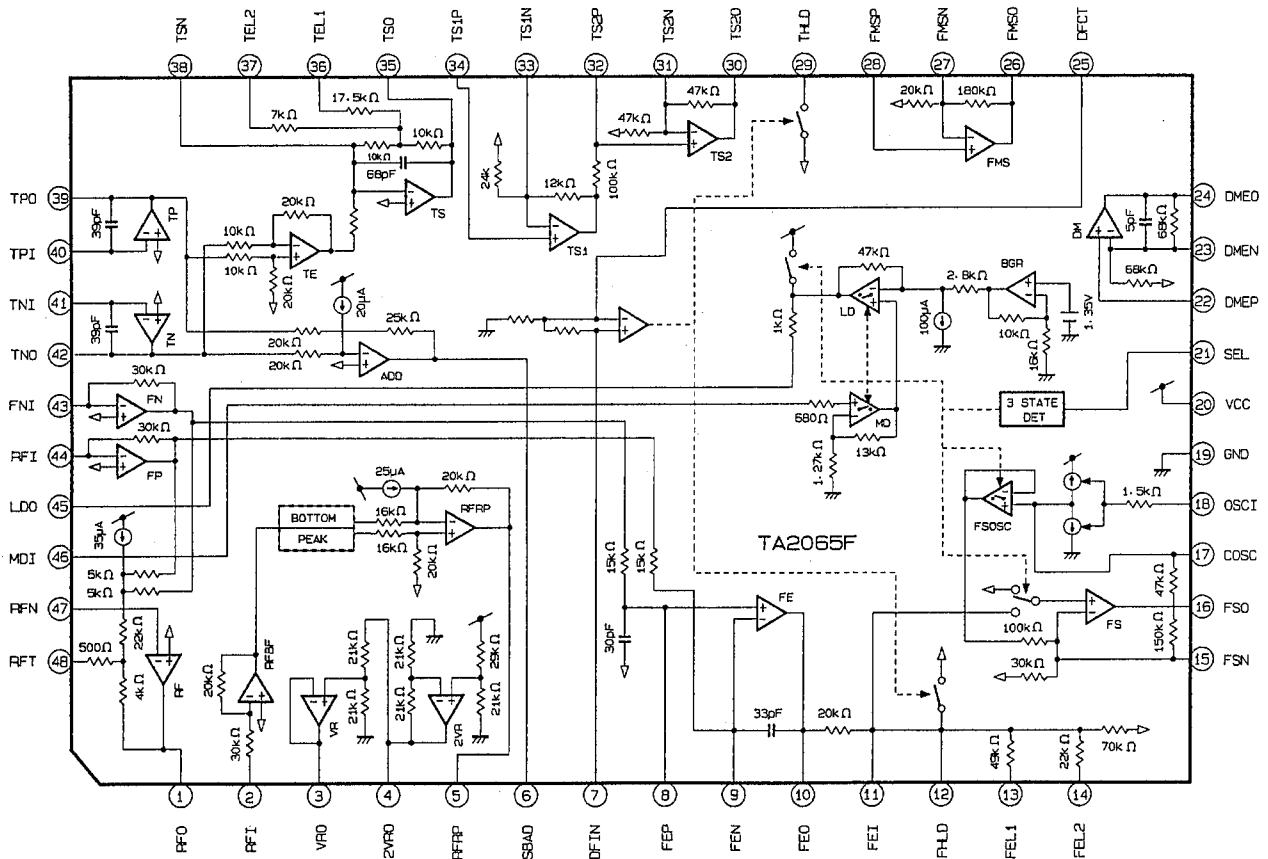 TSN
TEL2
TEL1
TSO
TS1P
TS1N
TS2P
TS2N
TS2O
THLD
FMSP
FMSN
FMSO
DFCT
38
37
36
35
34
33
32
31
30
29
28
27
26
25
17.5kΩ
7kΩ
10kΩ
10kΩ
68pF
TS
24k
12kΩ
TS1
100kΩ
47kΩ
47kΩ
TS2
20kΩ
180kΩ
FMS
TPO 39
39pF
TP
TPI 40
10kΩ
10kΩ
20kΩ
TE
20kΩ
20µA
TNI 41
39pF
TN
TNO 42
25kΩ
20kΩ
20kΩ
ADD
47kΩ
LD
1kΩ
2.8kΩ
BGR
100µA
10kΩ
16kΩ
1.35V
DM
5pF
68kΩ
68kΩ
24 DMEO
23 DMEN
22 DMEP
21 SEL
20 VCC
19 GND
18 OSCI
17 COSC
16 FSO
15 FSN
FNI 43
30kΩ
FN
RFI 44
30kΩ
FP
LDO 45
35µA
MDI 46
5kΩ
5kΩ
RFN 47
500Ω
RFT 48
22kΩ
4kΩ
RF
BOTTOM
PEAK
25µA
16kΩ
16kΩ
20kΩ
RFRP
20kΩ
680Ω
MD
13kΩ
1.27kΩ
3 STATE
DET
FSOSC
1.5kΩ
TA2065F
15kΩ
15kΩ
FE
30pF
47kΩ
150kΩ
FS
100kΩ
30kΩ
20kΩ
RFBF
30kΩ
21kΩ
21kΩ
VR
21kΩ
21kΩ
2VR
29kΩ
21kΩ
33pF
20kΩ
49kΩ
22kΩ
70kΩ
1
2
3
4
5
6
7
8
9
10
11
12
13
14
RFO
RFI
VRO
2VRO
RFRP
SBAD
DFIN
FEP
FEN
FEO
FEI
FHLD
FEL1
FEL2